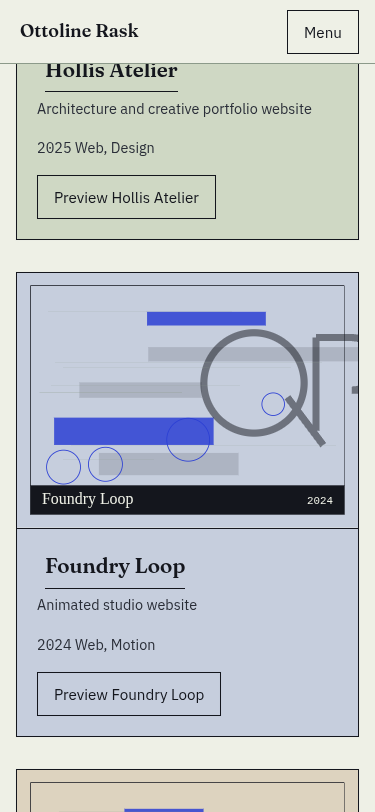 Ottoline Rask
Menu
Hollis Atelier
Architecture and creative portfolio website
2025 Web, Design
Preview Hollis Atelier
Foundry Loop
2024
Foundry Loop
Animated studio website
2024 Web, Motion
Preview Foundry Loop